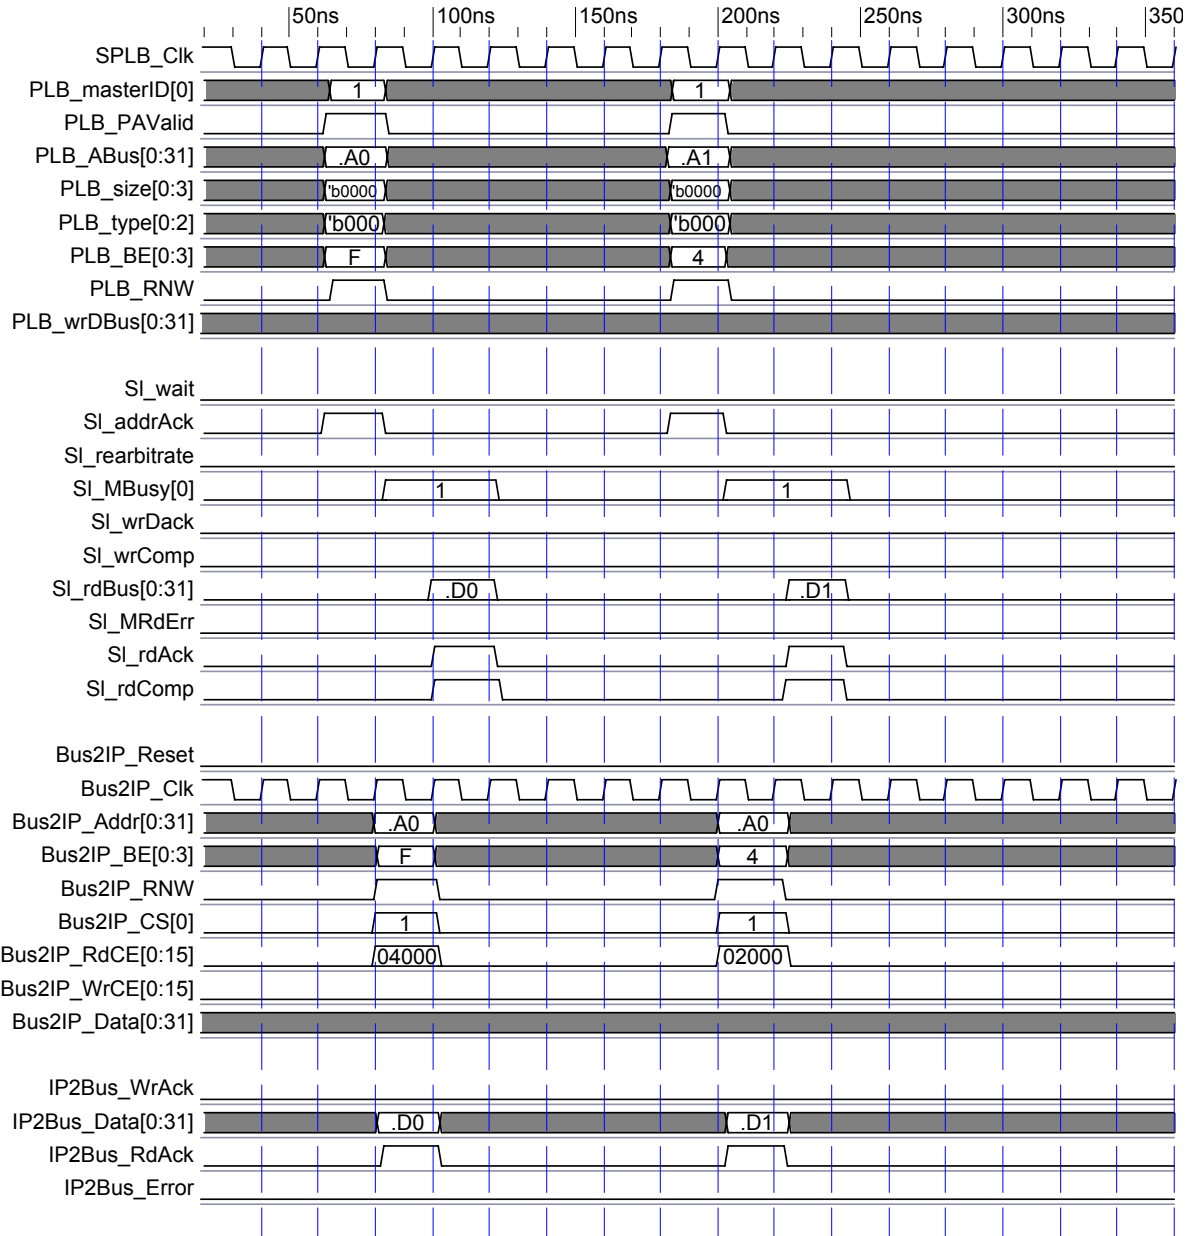 50ns 100ns 150ns 200ns 250ns 300ns 350
SPLB_Clk
PLB_masterID[0] 1 1
PLB_PAValid
PLB_ABus[0:31] .A0 .A1
PLB_size[0:3] 'b0000 'b0000
PLB_type[0:2] 'b000 'b000
PLB_BE[0:3] F 4
PLB_RNW
PLB_wrDBus[0:31]
Sl_wait
Sl_addrAck
Sl_rearbitrate
Sl_MBusy[0] 1 1
Sl_wrDack
Sl_wrComp
Sl_rdBus[0:31] .D0 .D1
Sl_MRdErr
Sl_rdAck
Sl_rdComp
Bus2IP_Reset
Bus2IP_Clk
Bus2IP_Addr[0:31] .A0 .A0
Bus2IP_BE[0:3] F 4
Bus2IP_RNW
Bus2IP_CS[0] 1 1
Bus2IP_RdCE[0:15] 04000 02000
Bus2IP_WrCE[0:15]
Bus2IP_Data[0:31]
IP2Bus_WrAck
IP2Bus_Data[0:31] .D0 .D1
IP2Bus_RdAck
IP2Bus_Error